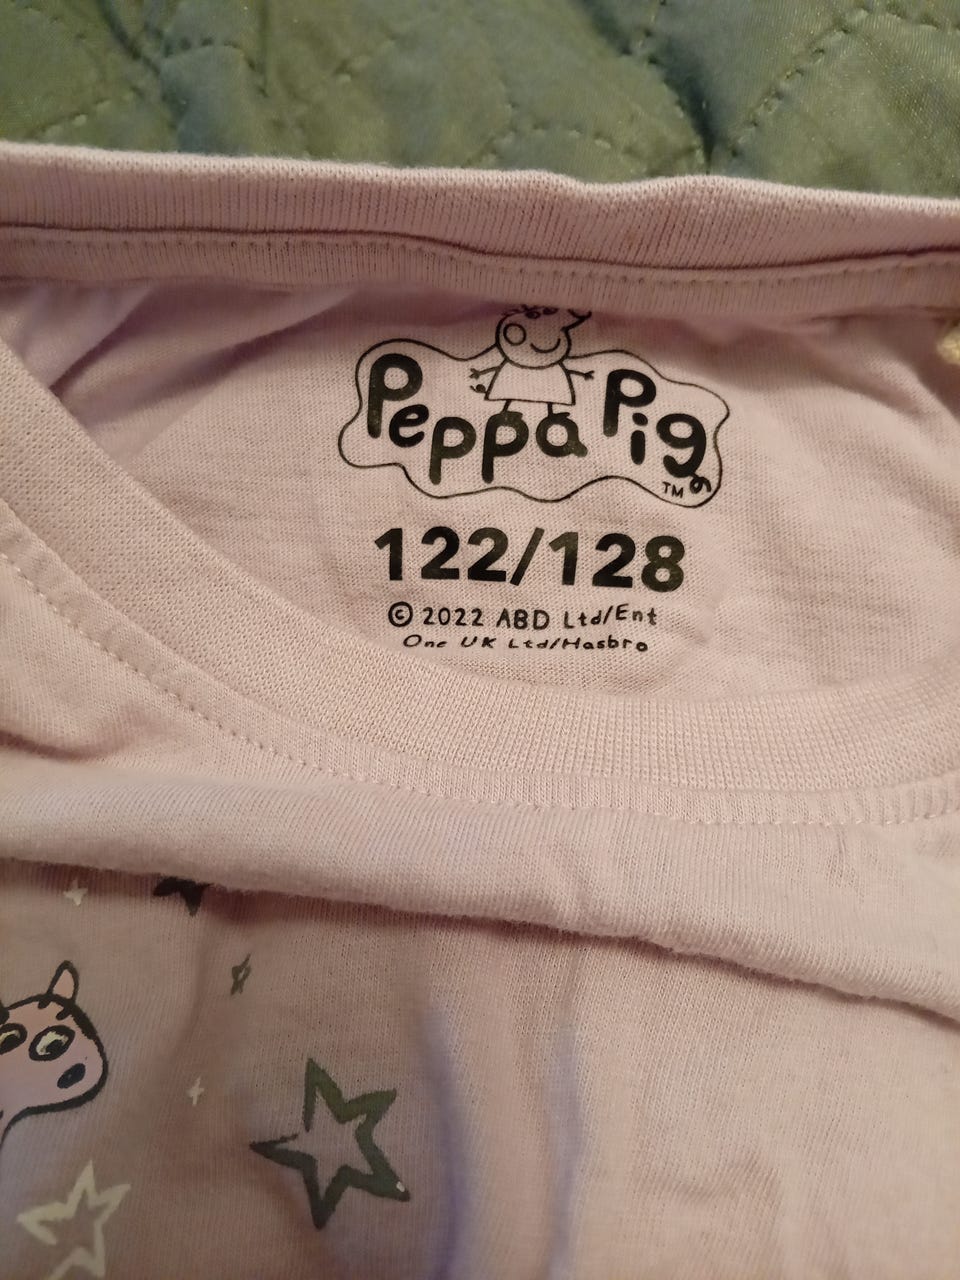 Peppa Pig
TM
122/128
© 2022 ABD Ltd/Ent
One UK Ltd/Hasbro